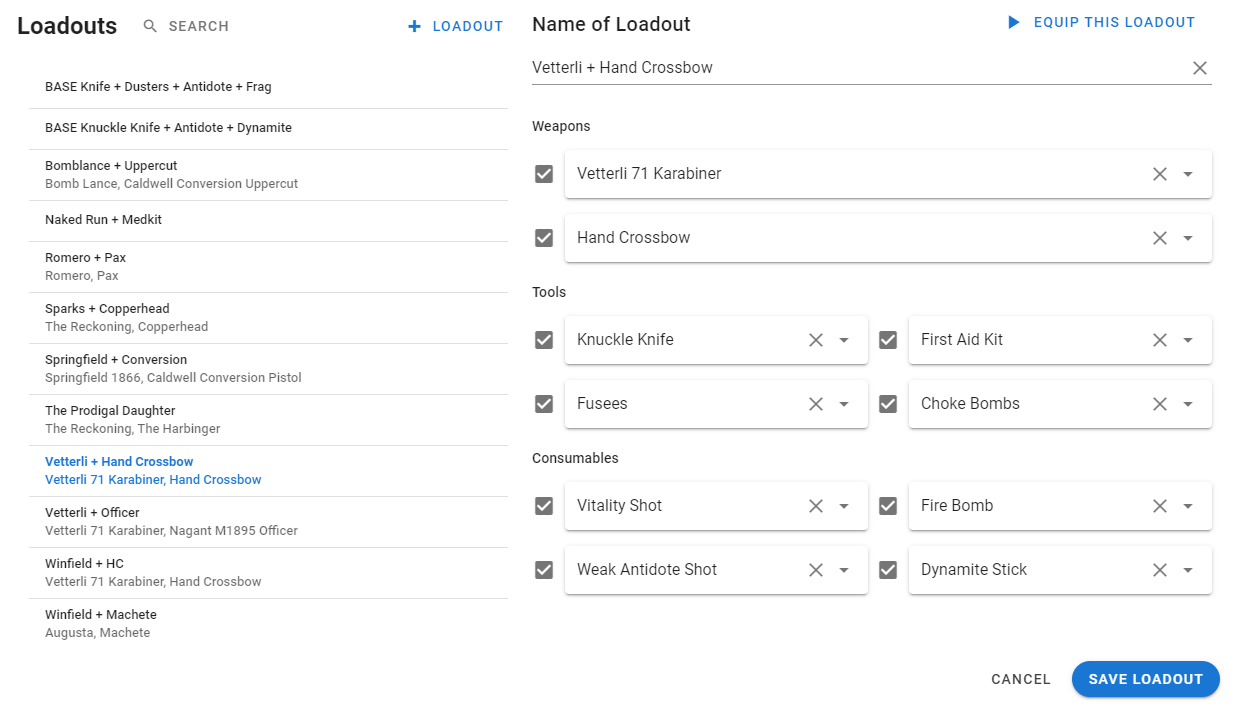 Loadouts
SEARCH
LOADOUT
BASE Knife + Dusters + Antidote + Frag
BASE Knuckle Knife + Antidote + Dynamite
Bomblance + Uppercut
Bomb Lance, Caldwell Conversion Uppercut
Naked Run + Medkit
Romero + Pax
Romero, Pax
Sparks + Copperhead
The Reckoning, Copperhead
Springfield + Conversion
Springfield 1866, Caldwell Conversion Pistol
The Prodigal Daughter
The Reckoning, The Harbinger
Vetterli + Hand Crossbow
Vetterli 71 Karabiner, Hand Crossbow
Vetterli + Officer
Vetterli 71 Karabiner, Nagant M1895 Officer
Winfield + HC
Vetterli 71 Karabiner, Hand Crossbow
Winfield + Machete
Augusta, Machete
Name of Loadout
EQUIP THIS LOADOUT
Vetterli + Hand Crossbow
Weapons
Vetterli 71 Karabiner
Hand Crossbow
Tools
Knuckle Knife
First Aid Kit
Fusees
Choke Bombs
Consumables
Vitality Shot
Fire Bomb
Weak Antidote Shot
Dynamite Stick
CANCEL
SAVE LOADOUT